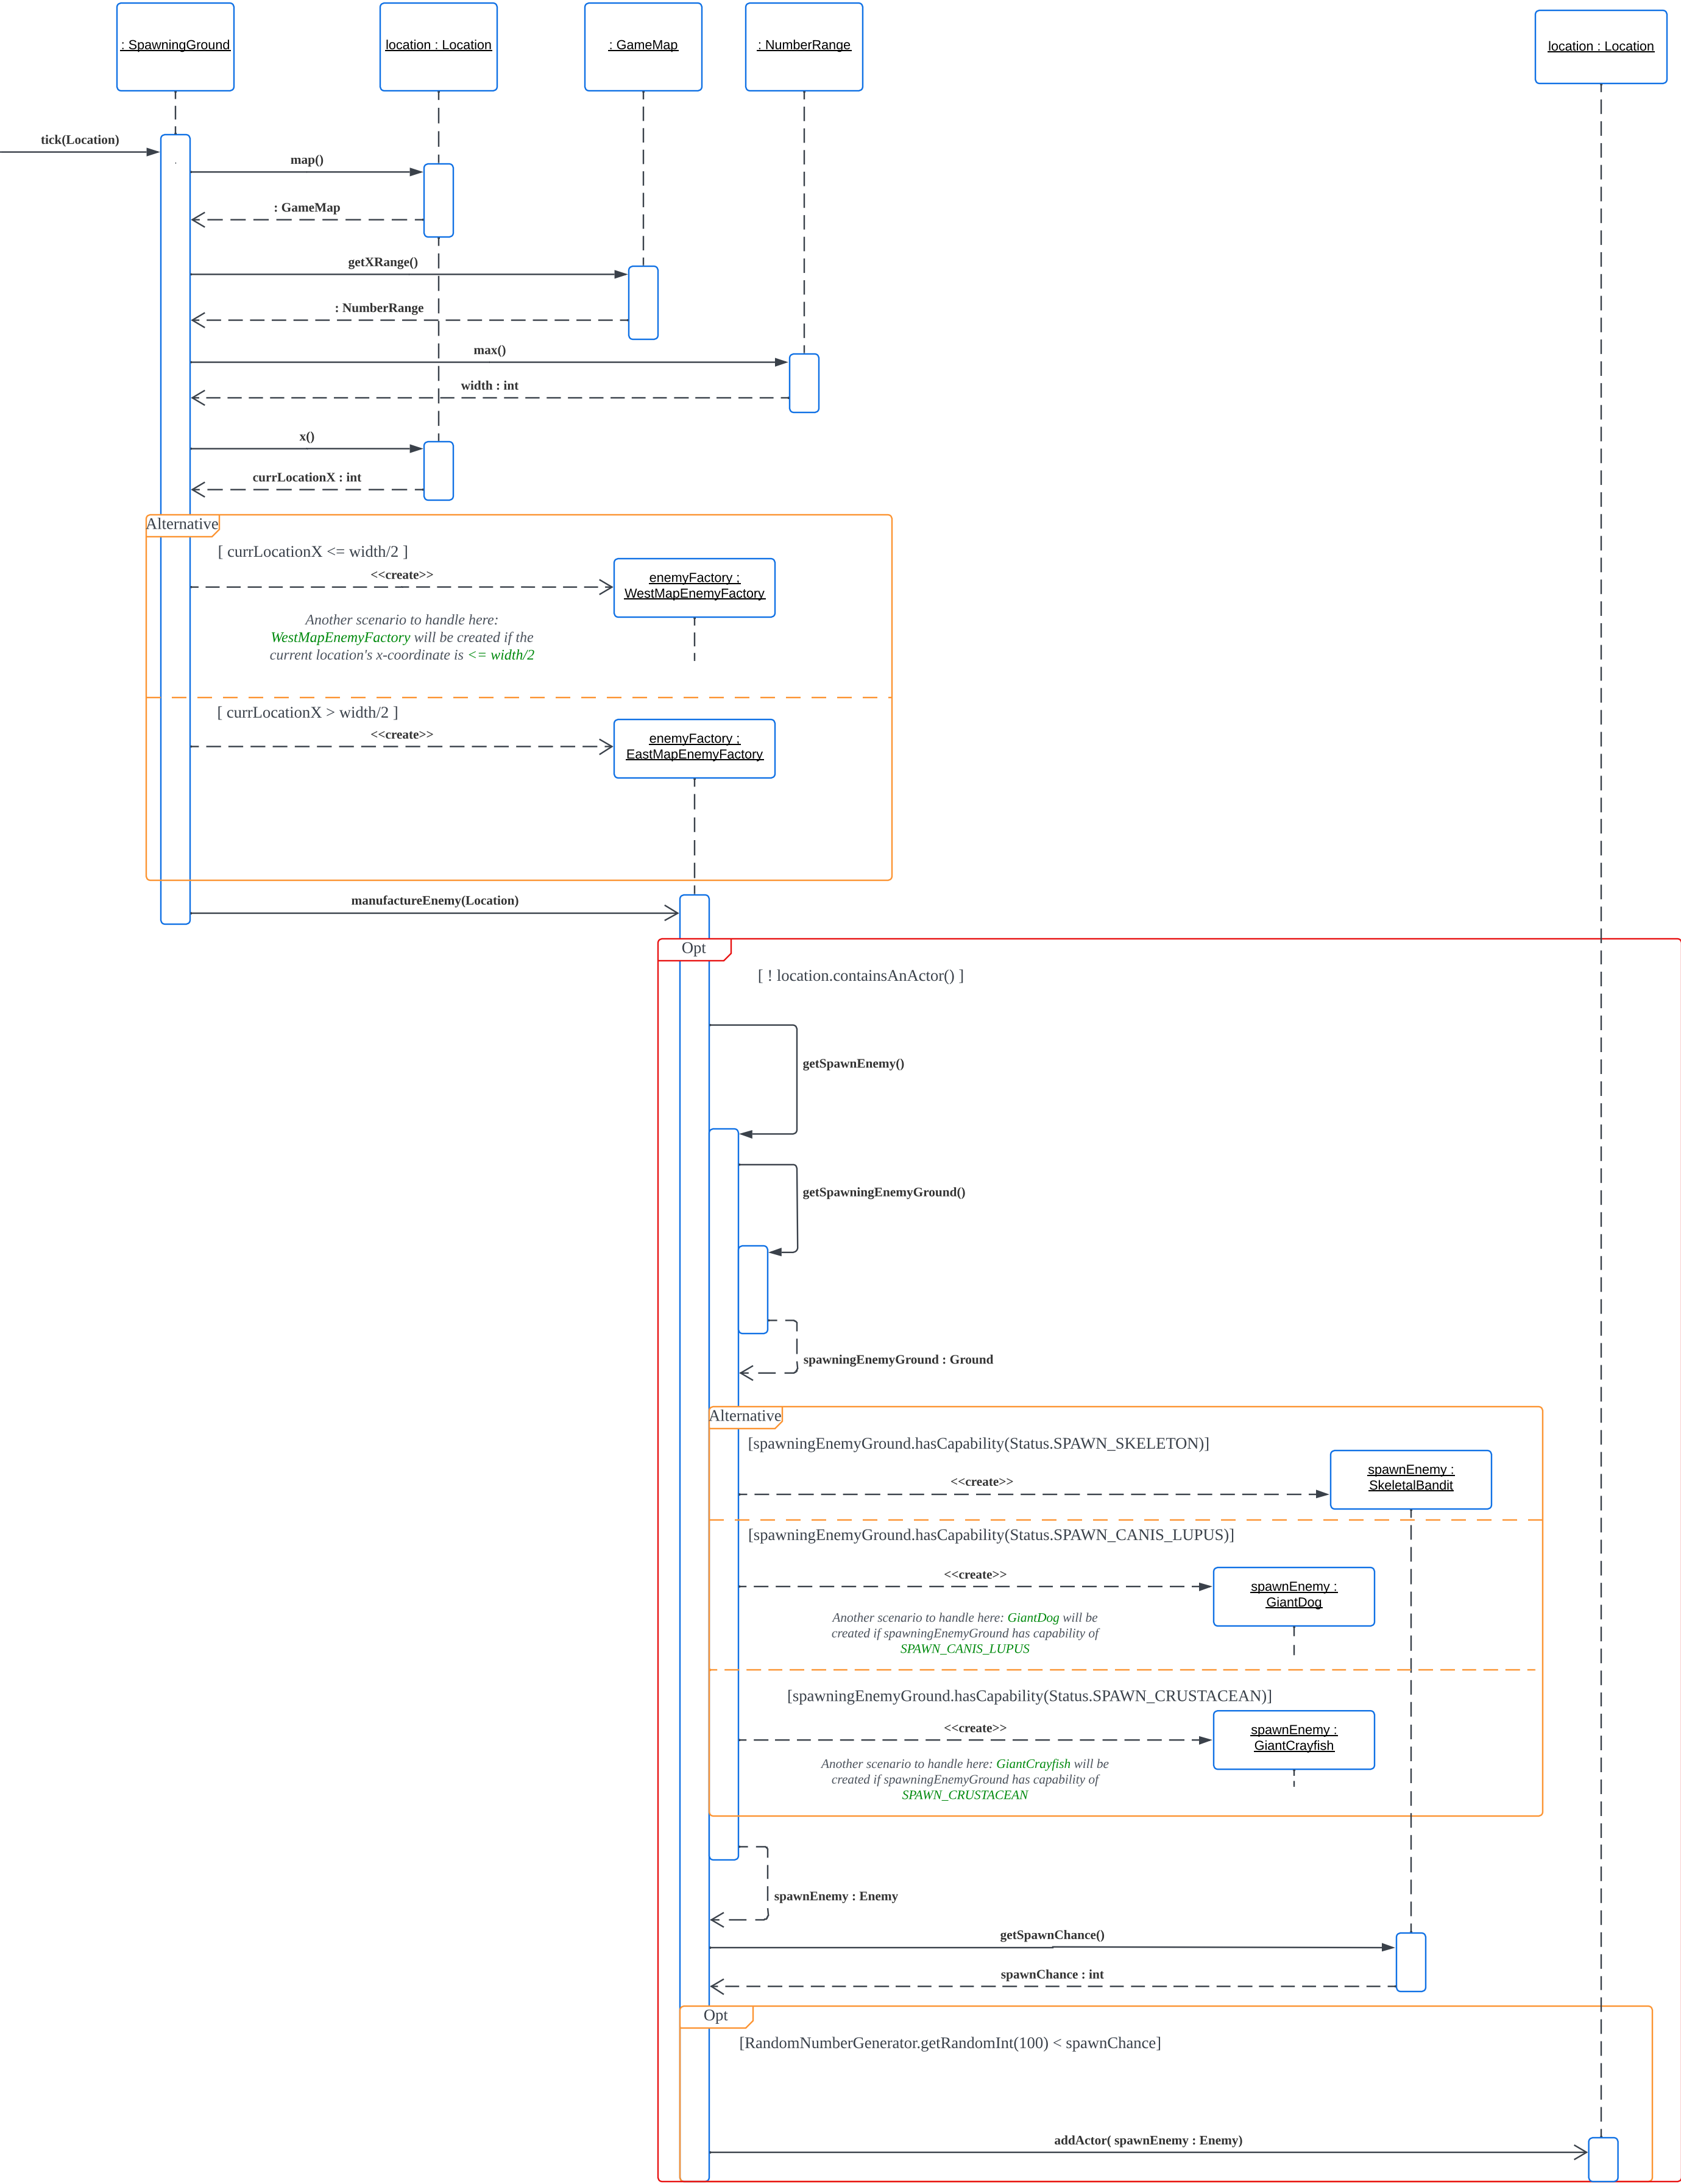 : SpawningGround
location : Location
: GameMap
: NumberRange
location : Location
tick(Location)
map()
: GameMap
getXRange()
: NumberRange
max()
width : int
x()
currLocationX : int
Alternative
[ currLocationX <= width/2 ]
<<create>>
enemyFactory :
WestMapEnemyFactory
Another scenario to handle here:
WestMapEnemyFactory will be created if the
current location's x-coordinate is <= width/2
[ currLocationX > width/2 ]
<<create>>
enemyFactory :
EastMapEnemyFactory
manufactureEnemy(Location)
Opt
[ ! location.containsAnActor() ]
getSpawnEnemy()
getSpawningEnemyGround()
spawningEnemyGround : Ground
Alternative
[spawningEnemyGround.hasCapability(Status.SPAWN_SKELETON)]
<<create>>
spawnEnemy :
SkeletalBandit
[spawningEnemyGround.hasCapability(Status.SPAWN_CANIS_LUPUS)]
<<create>>
spawnEnemy :
GiantDog
Another scenario to handle here: GiantDog will be
created if spawningEnemyGround has capability of
SPAWN_CANIS_LUPUS
[spawningEnemyGround.hasCapability(Status.SPAWN_CRUSTACEAN)]
<<create>>
spawnEnemy :
GiantCrayfish
Another scenario to handle here: GiantCrayfish will be
created if spawningEnemyGround has capability of
SPAWN_CRUSTACEAN
spawnEnemy : Enemy
getSpawnChance()
spawnChance : int
Opt
[RandomNumberGenerator.getRandomInt(100) < spawnChance]
addActor( spawnEnemy : Enemy)